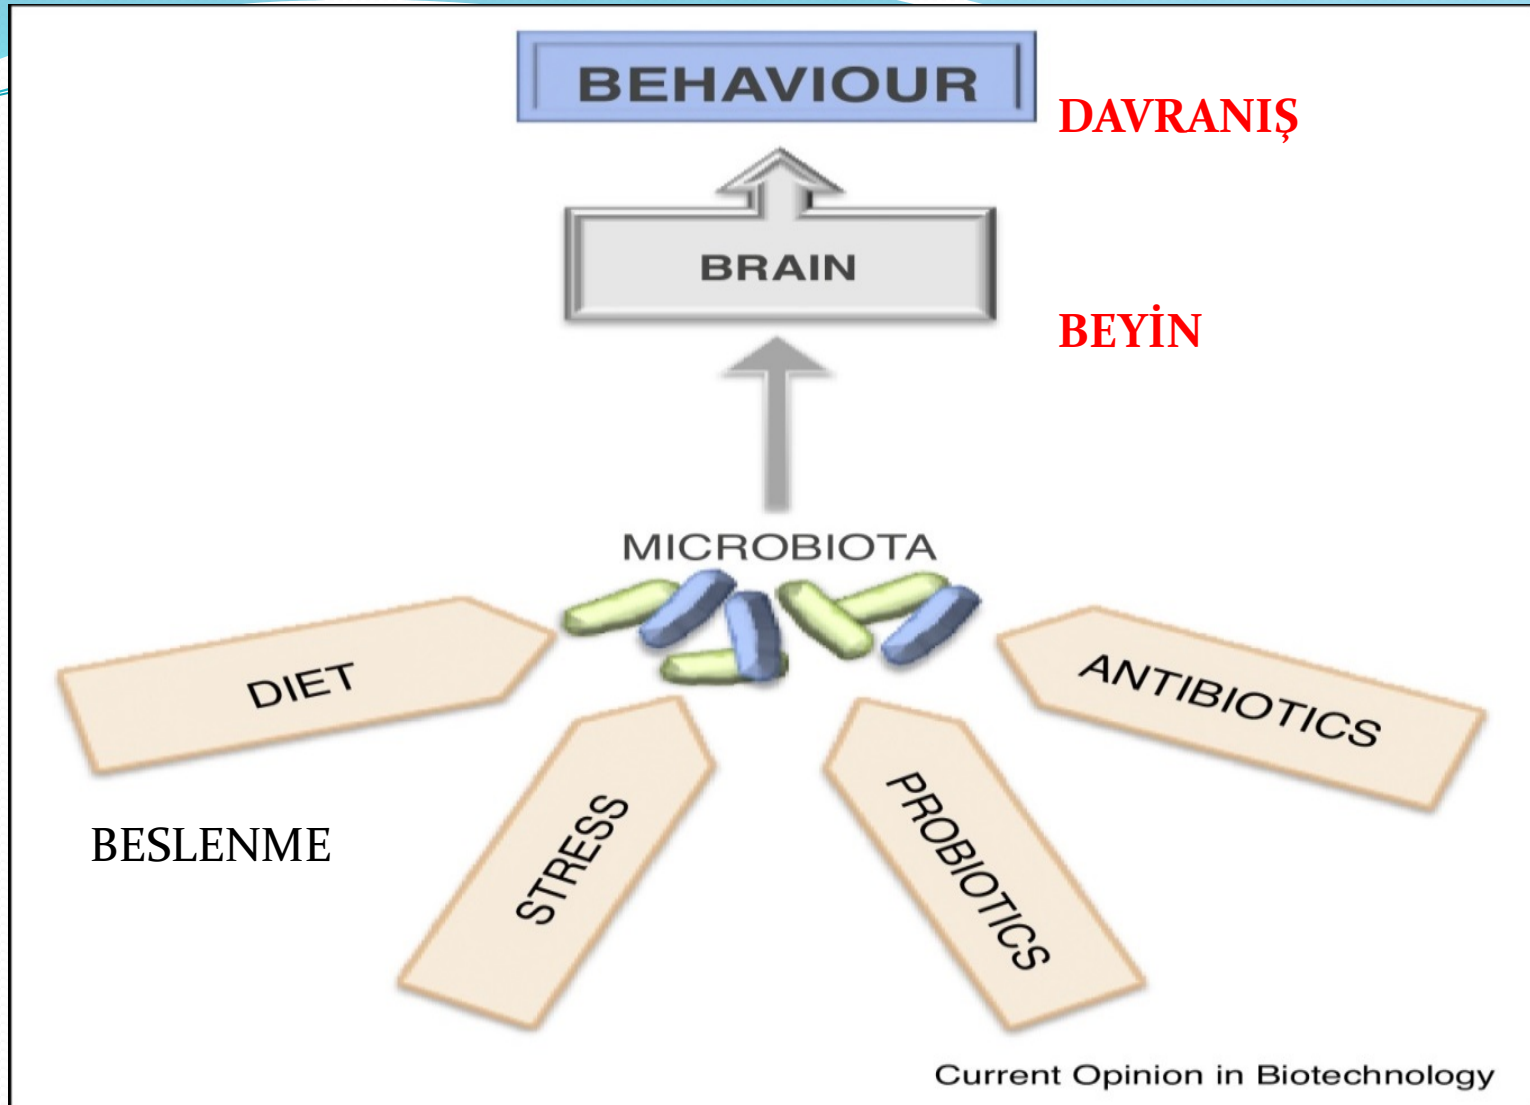 BEHAVIOUR
DAVRANIŞ
BRAIN
BEYİN
MICROBIOTA
DIET
ANTIBIOTICS
STRESS
PROBIOTICS
BESLENME
Current Opinion in Biotechnology